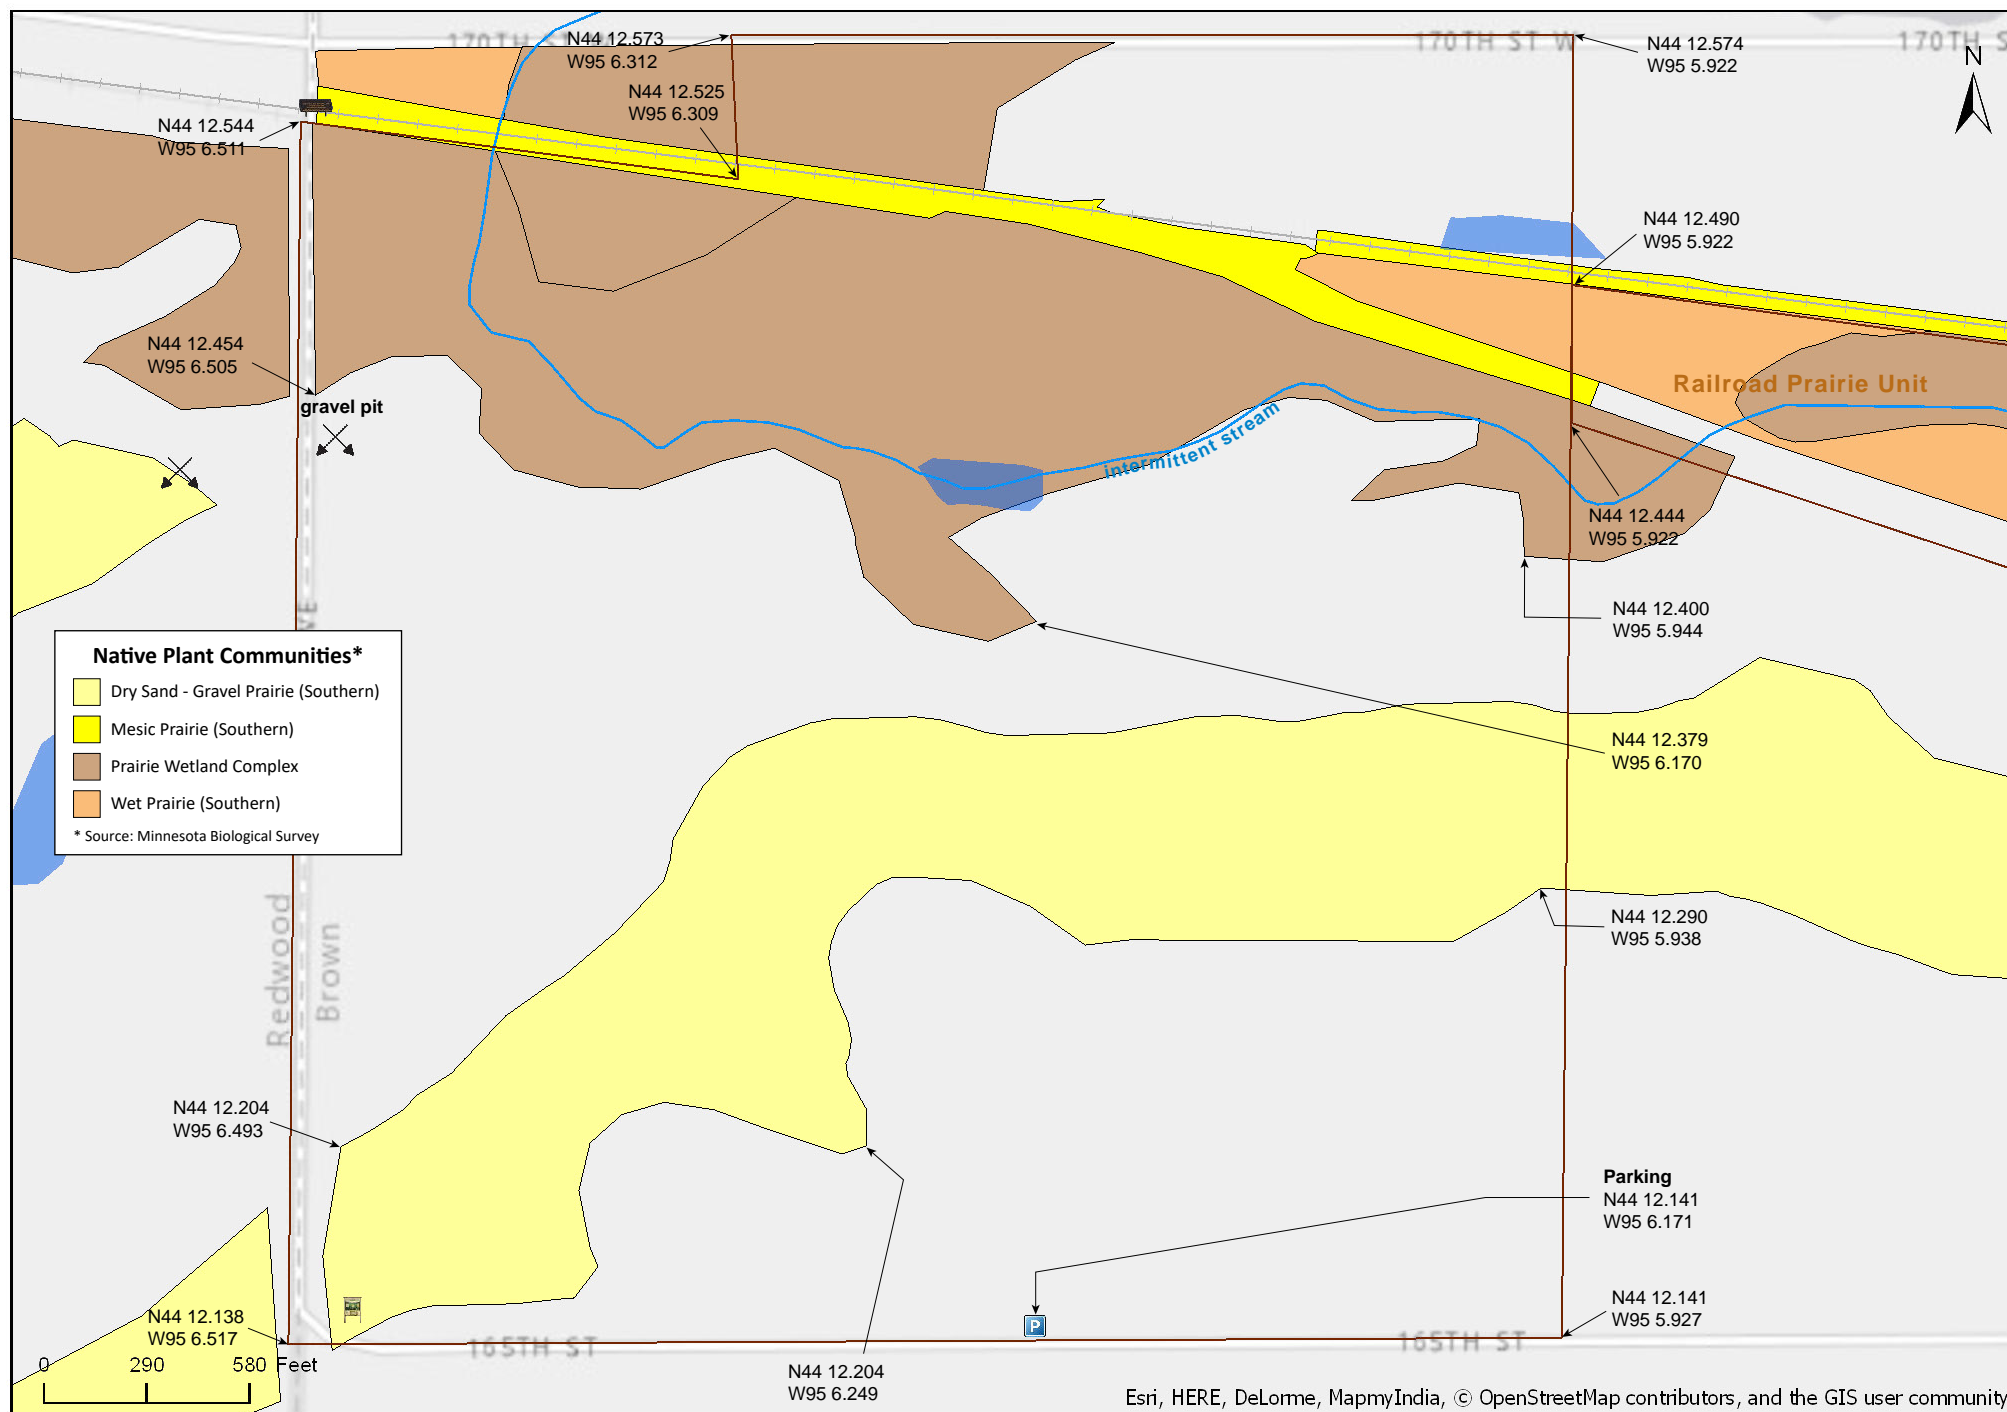 170TH ST W
N44 12.573
W95 6.312
170TH ST W
N44 12.574
W95 5.922
170TH S
N
N44 12.525
W95 6.309
N44 12.544
W95 6.511
N44 12.490
W95 5.922
N44 12.454
W95 6.505
gravel pit
Railroad Prairie Unit
intermittent stream
N44 12.444
W95 5.922
N44 12.400
W95 5.944
VE
Native Plant Communities*
Dry Sand - Gravel Prairie (Southern)
Mesic Prairie (Southern)
Prairie Wetland Complex
Wet Prairie (Southern)
* Source: Minnesota Biological Survey
N44 12.379
W95 6.170
N44 12.290
W95 5.938
Redwood
Brown
N44 12.204
W95 6.493
Parking
N44 12.141
W95 6.171
P
N44 12.138
W95 6.517
N44 12.141
W95 5.927
165TH ST
165TH ST
0 290 580 Feet
N44 12.204
W95 6.249
Esri, HERE, DeLorme, MapmyIndia, © OpenStreetMap contributors, and the GIS user community